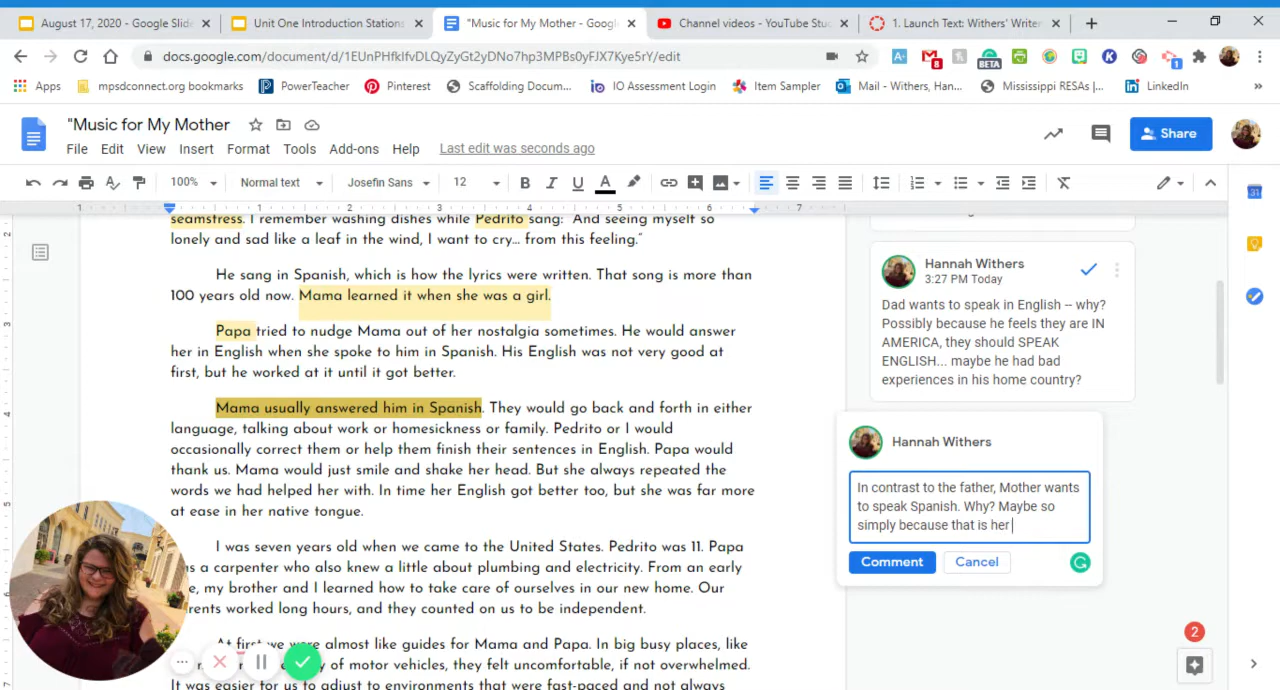 August 17, 2020 - Google Slide
Unit One Introduction Stations
"Music for My Mother - Googl
Channel videos - YouTube Stu
1. Launch Text: Withers' Writer
docs.google.com/document/d/1EUnPHfkIfvDLQyZyGt2yDNo7hp3MPBs0yFJX7Kye5rY/edit
8
BETA
1
Apps
mpsdconnect.org bookmarks
PowerTeacher
Pinterest
Scaffolding Docum...
IO Assessment Login
Item Sampler
Mail - Withers, Han...
Mississippi RESAs |...
LinkedIn
"Music for My Mother
File Edit View Insert Format Tools Add-ons Help Last edit was seconds ago
Share
100% Normal text Josefin Sans 12 B I U A
31
1 1 2 3 4 5 6 7
seamstress. I remember washing dishes while Pedrito sang: "And seeing myself so
lonely and sad like a leaf in the wind, I want to cry... from this feeling."
He sang in Spanish, which is how the lyrics were written. That song is more than
100 years old now. Mama learned it when she was a girl.
Papa tried to nudge Mama out of her nostalgia sometimes. He would answer
her in English when she spoke to him in Spanish. His English was not very good at
first, but he worked at it until it got better.
Mama usually answered him in Spanish. They would go back and forth in either
language, talking about work or homesickness or family. Pedrito or I would
occasionally correct them or help them finish their sentences in English. Papa would
thank us. Mama would just smile and shake her head. But she always repeated the
words we had helped her with. In time her English got better too, but she was far more
at ease in her native tongue.
I was seven years old when we came to the United States. Pedrito was 11. Papa
a carpenter who also knew a little about plumbing and electricity. From an early
, my brother and I learned how to take care of ourselves in our new home. Our
rents worked long hours, and they counted on us to be independent.
At first we were almost like guides for Mama and Papa. In big busy places, like
of motor vehicles, they felt uncomfortable, if not overwhelmed.
It was easier for us to adjust to environments that were fast-paced and not always
Hannah Withers
3:27 PM Today
Dad wants to speak in English -- why?
Possibly because he feels they are IN
AMERICA, they should SPEAK
ENGLISH... maybe he had bad
experiences in his home country?
Hannah Withers
In contrast to the father, Mother wants
to speak Spanish. Why? Maybe so
simply because that is her
Comment
Cancel
2